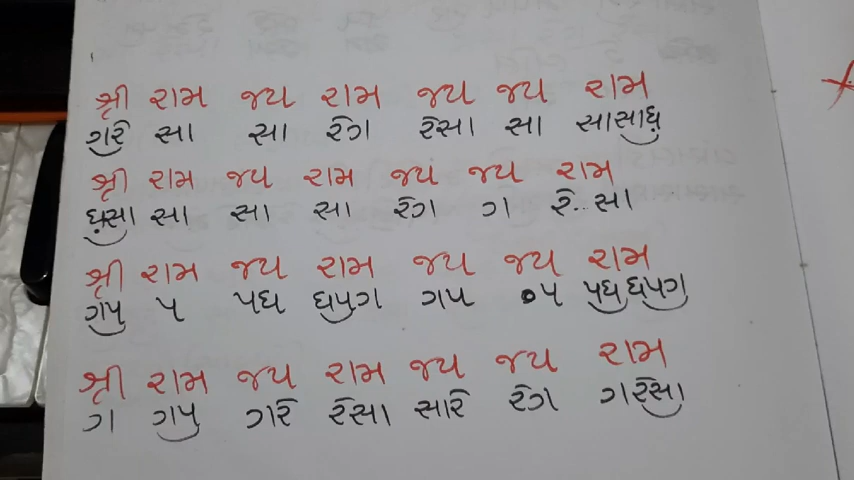 શ્રી રામ જય રામ જય જય રામ
ગરે સા સા રેગ રેસા સા સાસાધ઼
શ્રી રામ જય રામ જય જય રામ
ધ઼સા સા સા સા રેગ ગ રે.. સા
શ્રી રામ જય રામ જય જય રામ
ગપ પ પધ ધપગ ગપ પ પધધપગ
શ્રી રામ જય રામ જય જય રામ
ગ ગપ ગરે રેસા સારે રેગ ગરેસા